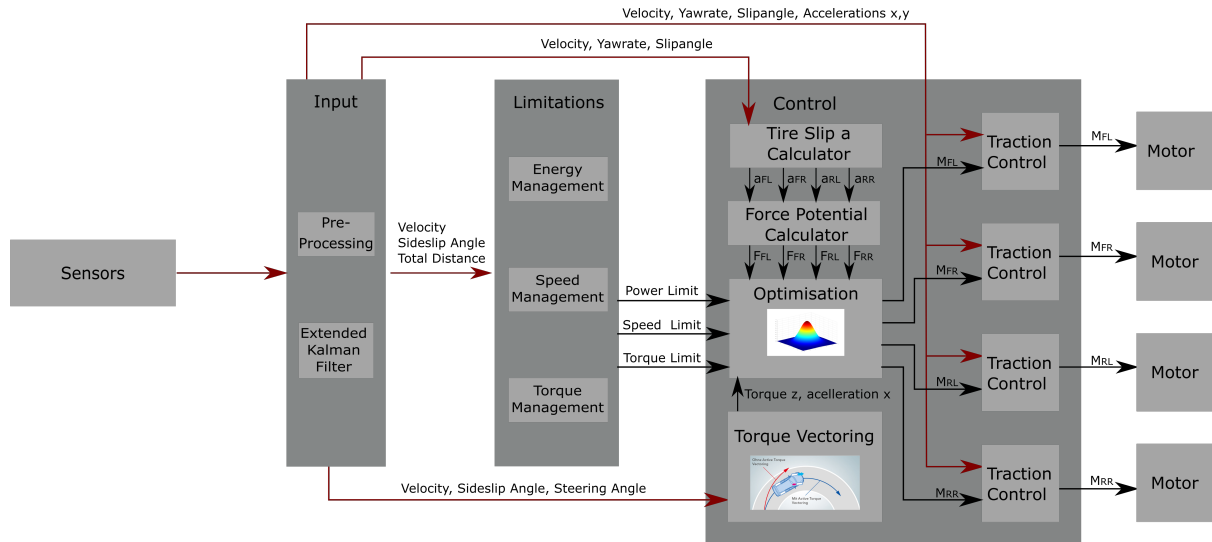 Velocity, Yawrate, Slipangle, Accelerations x,y
Velocity, Yawrate, Slipangle
Sensors
Input
Pre-
Processing
Extended
Kalman
Filter
Velocity
Sideslip Angle
Total Distance
Limitations
Energy
Management
Speed
Management
Torque
Management
Power Limit
Speed Limit
Torque Limit
Velocity, Sideslip Angle, Steering Angle
Control
Tire Slip a
Calculator
aFL aFR aRL aRR
Force Potential
Calculator
FFL FFR FRL FRR
Optimisation
Torque z, acelleration x
Torque Vectoring
MFL
MFR
MRL
MRR
Traction
Control
Traction
Control
Traction
Control
Traction
Control
MFL
MFR
MRL
MRR
Motor
Motor
Motor
Motor